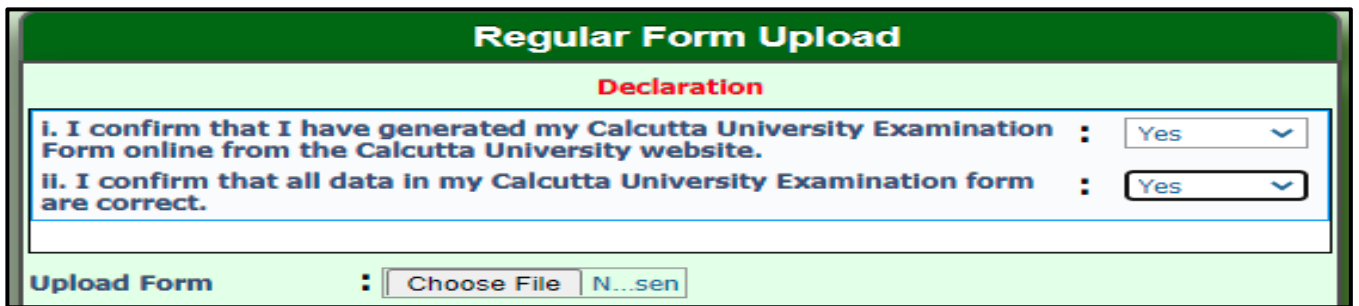 Regular Form Upload
Declaration
i. I confirm that I have generated my Calcutta University Examination : Yes
Form online from the Calcutta University website.
ii. I confirm that all data in my Calcutta University Examination form : Yes
are correct.
Upload Form : Choose File N...sen